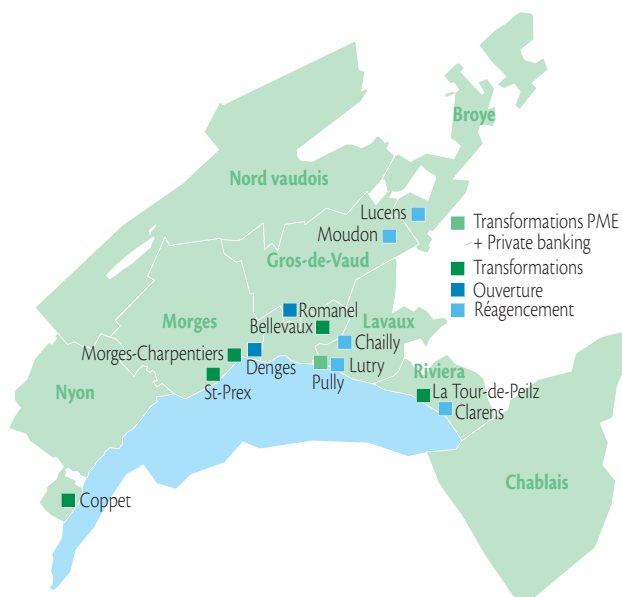 Broye
Nord vaudois
Lucens
Moudon
Transformations PME
+ Private banking
Transformations
Ouverture
Réagencement
Gros-de-Vaud
Romanel
Morges
Bellevaux
Lavaux
Chailly
Morges-Charpentiers
Denges
Lutry
Pully
Riviera
St-Prex
Nyon
La Tour-de-Peilz
Clarens
Chablais
Coppet